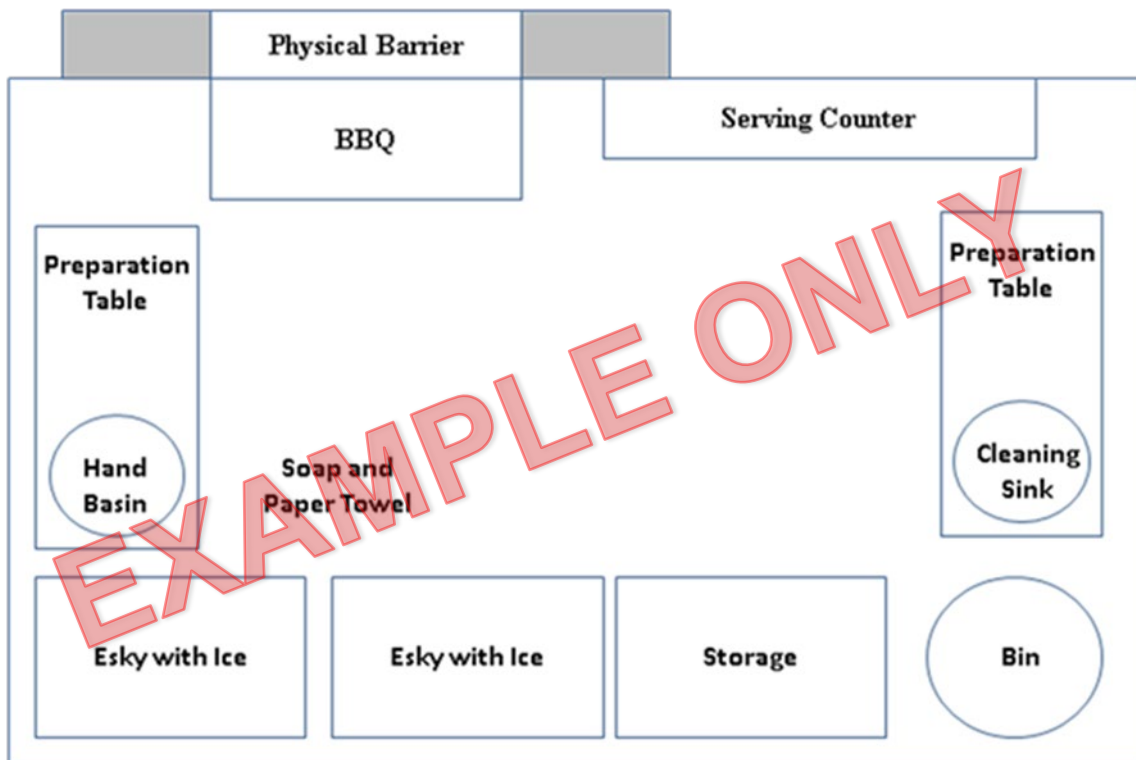 Physical Barrier
BBQ
Serving Counter
Preparation
Table
Preparation
Table
Hand
Basin
Soap and
Paper Towel
Cleaning
Sink
EXAMPLE ONLY
Esky with Ice
Esky with Ice
Storage
Bin